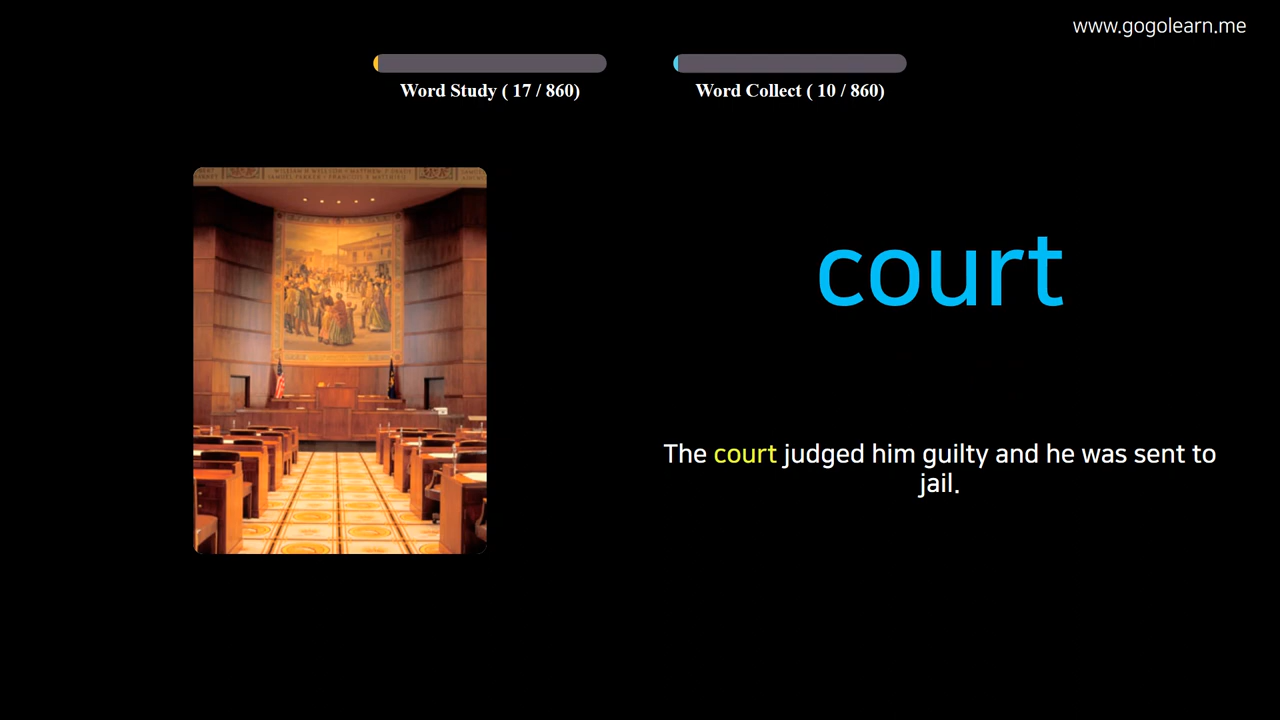 www.gogolearn.me
Word Study ( 17 / 860)
Word Collect ( 10 / 860)
court
The court judged him guilty and he was sent to
jail.